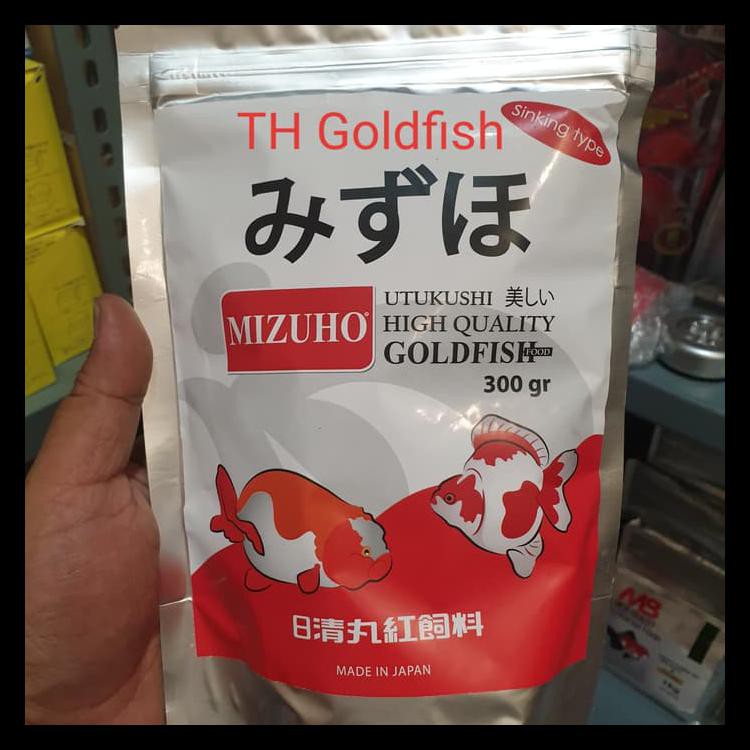 TH Goldfish
Sinking type
みずほ
MIZUHO®
UTUKUSHI 美しい
HIGH QUALITY
GOLDFISH FOOD
300 gr
日清丸紅飼料
MADE IN JAPAN
MB